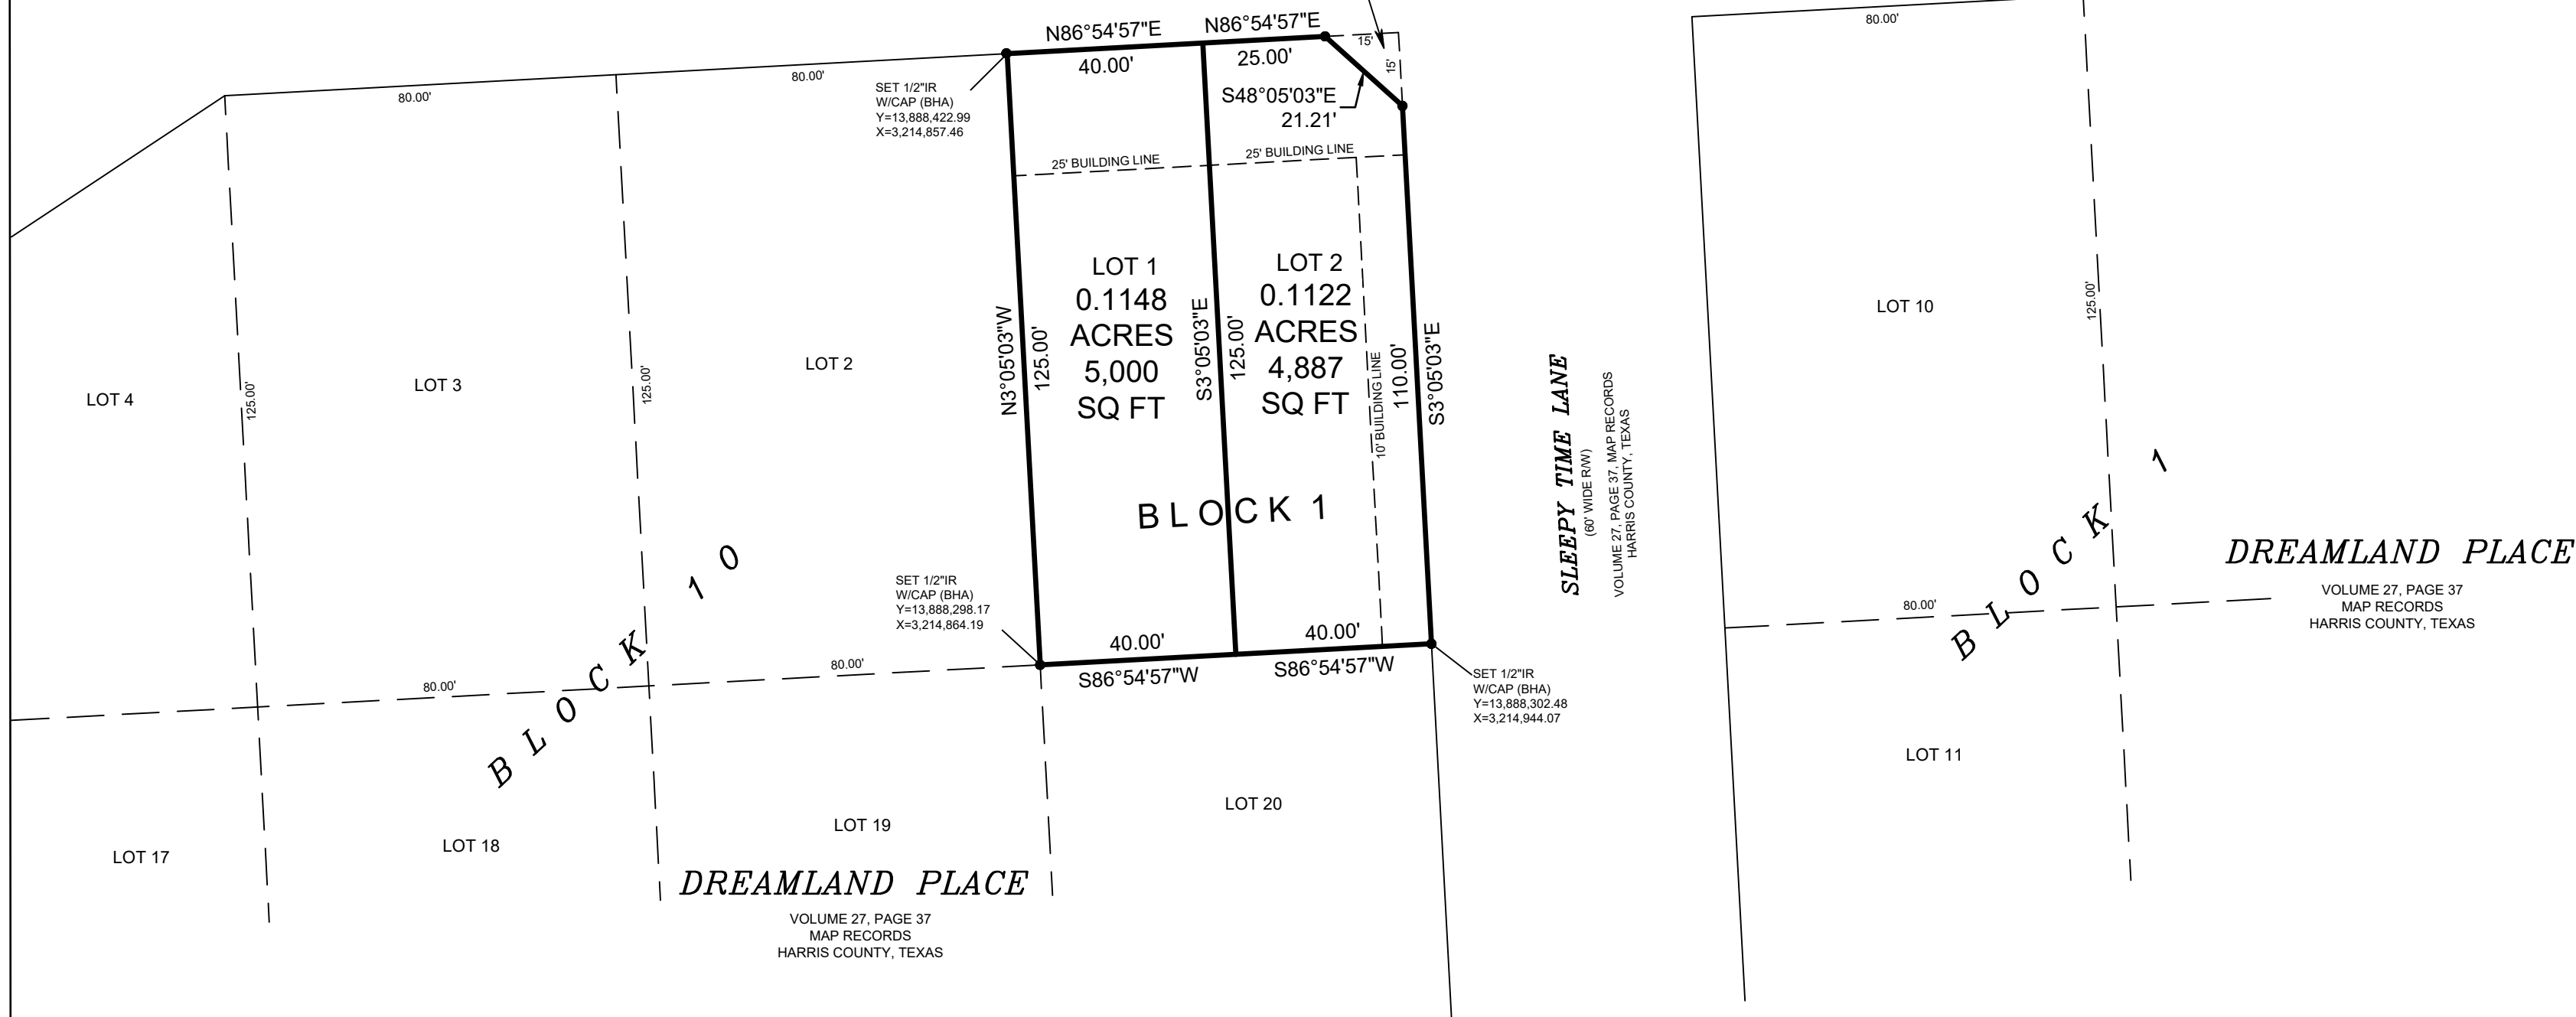 80.00'
N86°54'57"E
N86°54'57"E
15'
15'
80.00'
80.00'
40.00'
25.00'
SET 1/2"IR
W/CAP (BHA)
Y=13,888,422.99
X=3,214,857.46
S48°05'03"E
21.21'
25' BUILDING LINE
25' BUILDING LINE
LOT 1
0.1148
ACRES
5,000
SQ FT
LOT 2
0.1122
ACRES
4,887
SQ FT
N3°05'03"W
125.00'
S3°05'03"E
125.00'
10' BUILDING LINE
110.00'
S3°05'03"E
BLOCK 1
LOT 4
125.00'
LOT 3
125.00'
LOT 2
LOT 10
125.00'
SLEEPY TIME LANE
(60' WIDE R/W)
VOLUME 27, PAGE 37, MAP RECORDS
HARRIS COUNTY, TEXAS
BLOCK 10
BLOCK 1
DREAMLAND PLACE
VOLUME 27, PAGE 37
MAP RECORDS
HARRIS COUNTY, TEXAS
SET 1/2"IR
W/CAP (BHA)
Y=13,888,298.17
X=3,214,864.19
80.00'
80.00'
80.00'
40.00'
40.00'
S86°54'57"W
S86°54'57"W
SET 1/2"IR
W/CAP (BHA)
Y=13,888,302.48
X=3,214,944.07
LOT 11
LOT 17
LOT 18
LOT 19
LOT 20
DREAMLAND PLACE
VOLUME 27, PAGE 37
MAP RECORDS
HARRIS COUNTY, TEXAS